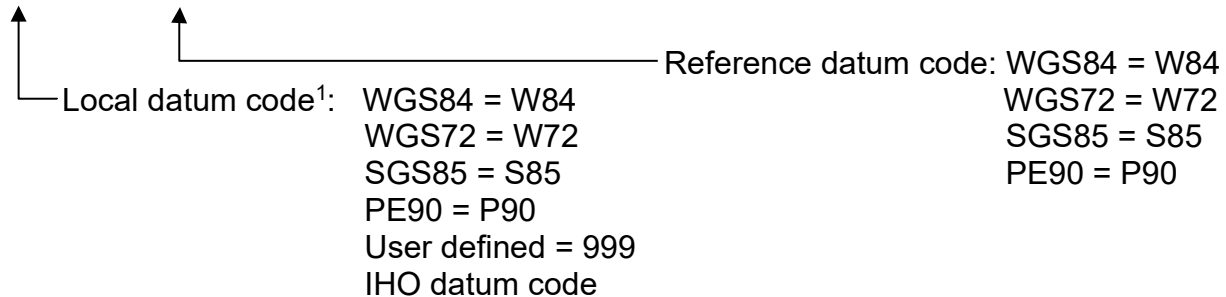 Reference datum code: WGS84 = W84
WGS72 = W72
SGS85 = S85
PE90 = P90
Local datum code¹: WGS84 = W84
WGS72 = W72
SGS85 = S85
PE90 = P90
User defined = 999
IHO datum code